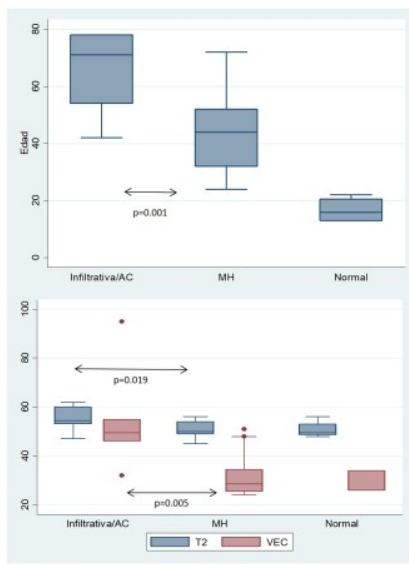 80
60
40
20
0
Edad
p=0.001
Infiltrativa/AC MH Normal
100
80
60
40
20
p=0.019
p=0.005
Infiltrativa/AC MH Normal
T2 VEC